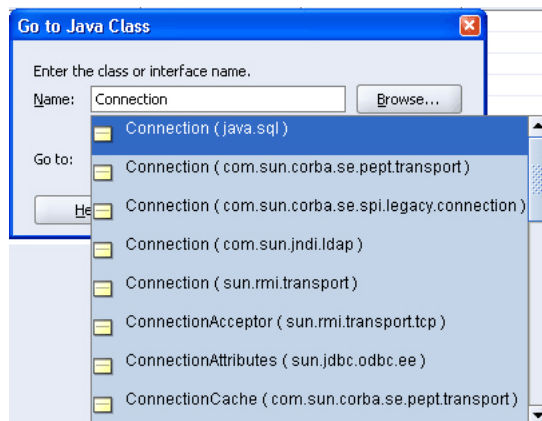 Go to Java Class
Enter the class or interface name.
Name: Connection Browse...
Connection ( java.sql )
Go to:
Connection ( com.sun.corba.se.pept.transport )
Connection ( com.sun.corba.se.spi.legacy.connection )
He
Connection ( com.sun.jndi.ldap )
Connection ( sun.rmi.transport )
ConnectionAcceptor ( sun.rmi.transport.tcp )
ConnectionAttributes ( sun.jdbc.odbc.ee )
ConnectionCache ( com.sun.corba.se.pept.transport )